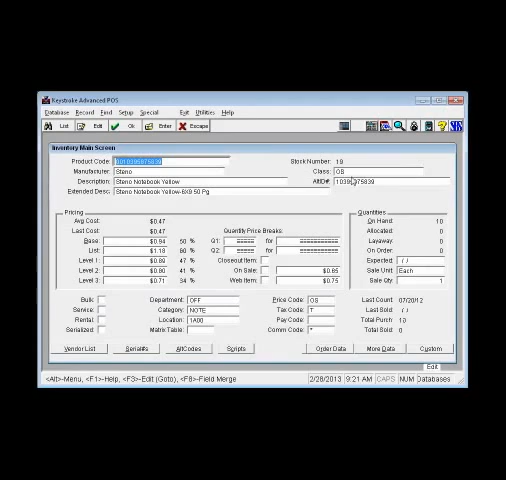 Keystroke Advanced POS
Database Record Find Setup Special Exit Utilities Help
List Edit Ok Enter Escape
Inventory Main Screen
Product Code: Stock Number: 19
Manufacturer: Steno Class: OS
Description: Steno Notebook Yellow Alt ID#:
Extended Desc: Steno Notebook Yellow-6X9 50 Pg
Pricing Quantities
Avg Cost: $0.47 On Hand: 10
Last Cost: $0.47 Quantity Price Breaks Allocated: 0
Base: $0.94 50 % Q1: ===== for =========== Layaway: 0
List: $1.18 60 % Q2: ===== for =========== On Order: 0
Level 1: $0.89 47 % Closeout Item: Expected: / /
Level 2: $0.80 41 % On Sale: $0.85 Sale Unit: Each
Level 3: $0.71 34 % Web Item: $0.75 Sale Qty: 1
Bulk: Department: OFF Price Code: OS Last Count: 07/20/12
Service: Category: NOTE Tax Code: T Last Sold: / /
Rental: Location: 1A00 Pay Code: Total Purch: 10
Serialized: Matrix Table: Comm Code: * Total Sold: 0
Vendor List Serial#s AltCodes Scripts Order Data More Data Custom
Edit
<Alt>-Menu, <F1>-Help, <F3>-Edit (Goto), <F8>-Field Merge 2/28/2013 9:21 AM CAPS NUM Databases